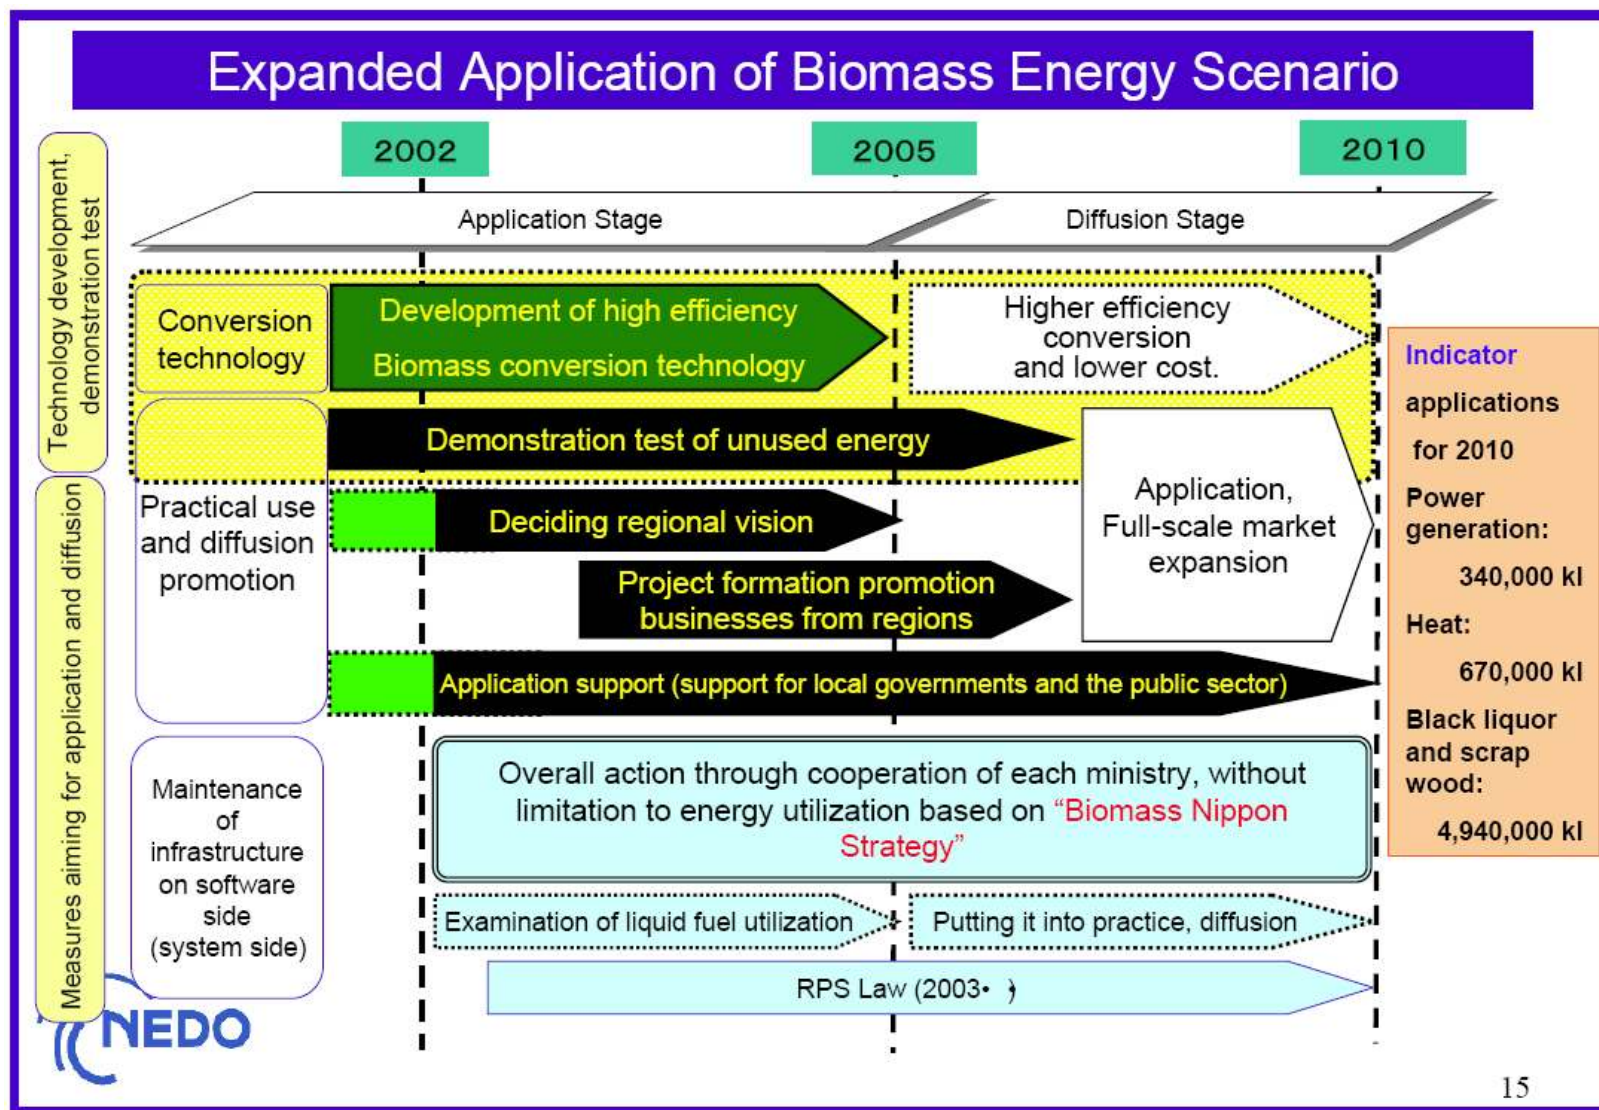 Expanded Application of Biomass Energy Scenario
2002
2005
2010
Technology development,
demonstration test
Application Stage
Diffusion Stage
Conversion
technology
Development of high efficiency
Biomass conversion technology
Higher efficiency
conversion
and lower cost.
Demonstration test of unused energy
Measures aiming for application and diffusion
Practical use
and diffusion
promotion
Deciding regional vision
Project formation promotion
businesses from regions
Application support (support for local governments and the public sector)
Application,
Full-scale market
expansion
Maintenance
of
infrastructure
on software
side
(system side)
Overall action through cooperation of each ministry, without
limitation to energy utilization based on “Biomass Nippon
Strategy”
Examination of liquid fuel utilization
Putting it into practice, diffusion
RPS Law (2003• )
Indicator
applications
for 2010
Power
generation:
340,000 kl
Heat:
670,000 kl
Black liquor
and scrap
wood:
4,940,000 kl
NEDO
15